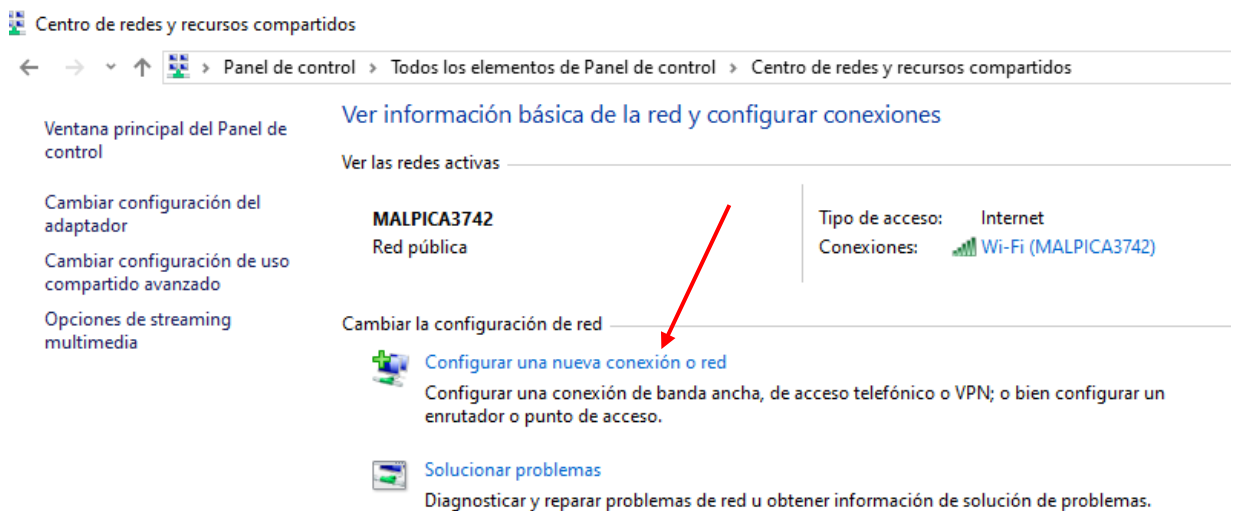 Centro de redes y recursos compartidos
Panel de control > Todos los elementos de Panel de control > Centro de redes y recursos compartidos
Ventana principal del Panel de
control
Cambiar configuración del
adaptador
Cambiar configuración de uso
compartido avanzado
Opciones de streaming
multimedia
Ver información básica de la red y configurar conexiones
Ver las redes activas
MALPICA3742
Red pública
Tipo de acceso: Internet
Conexiones: Wi-Fi (MALPICA3742)
Cambiar la configuración de red
Configurar una nueva conexión o red
Configurar una conexión de banda ancha, de acceso telefónico o VPN; o bien configurar un
enrutador o punto de acceso.
Solucionar problemas
Diagnosticar y reparar problemas de red u obtener información de solución de problemas.